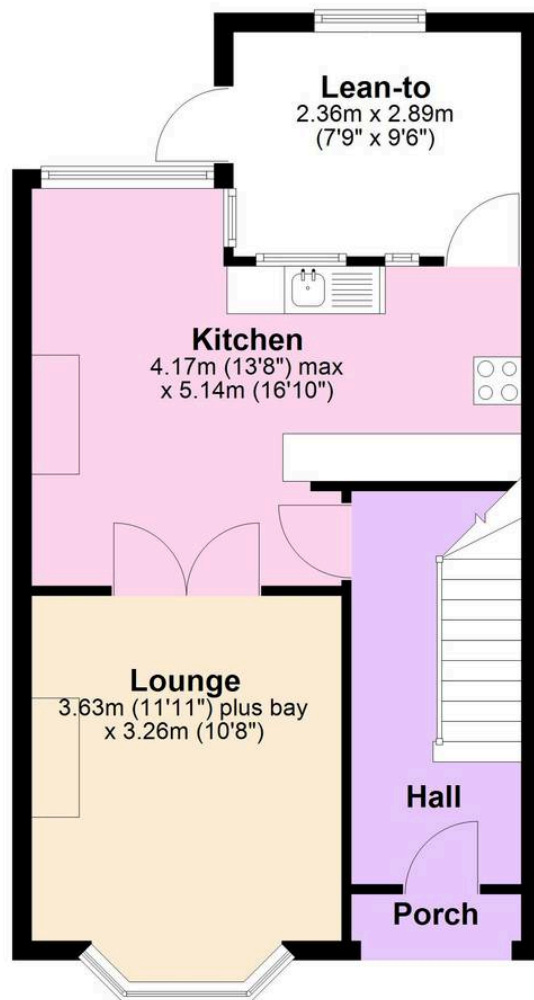 Lean-to
2.36m x 2.89m
(7'9" x 9'6")
Kitchen
4.17m (13'8") max
x 5.14m (16'10")
Lounge
3.63m (11'11") plus bay
x 3.26m (10'8")
Hall
Porch